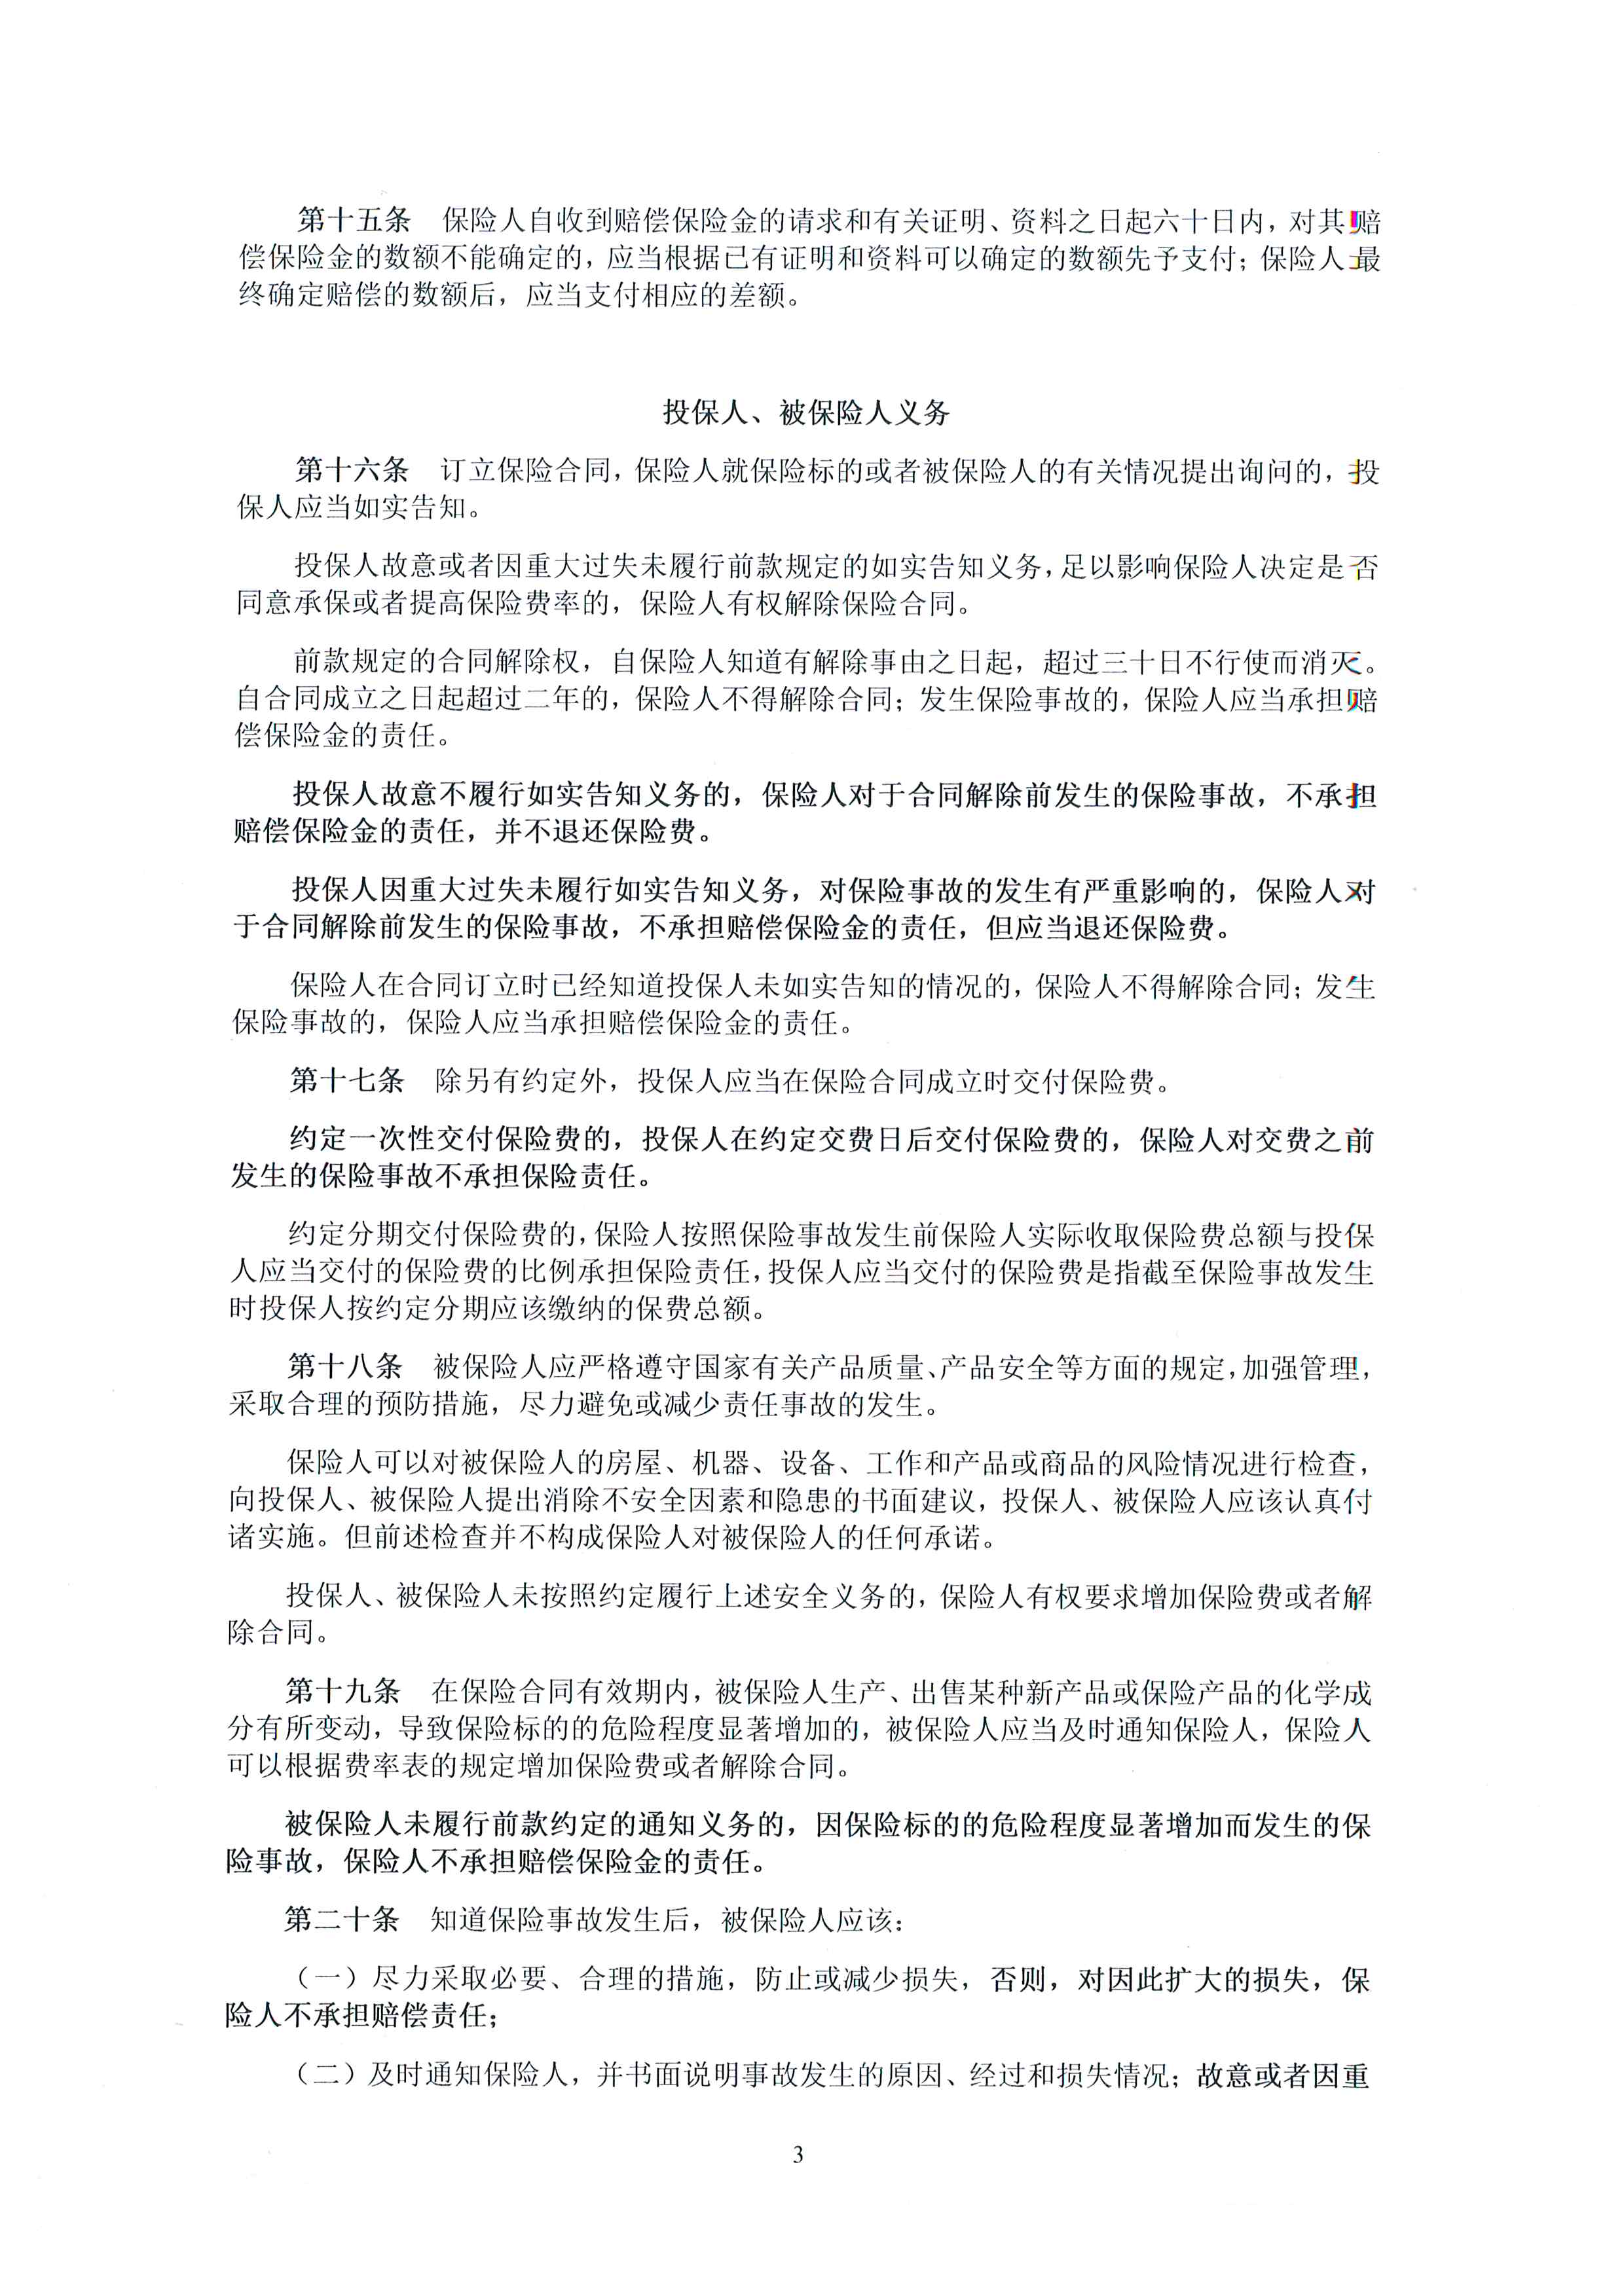 第十五条　保险人自收到赔偿保险金的请求和有关证明、资料之日起六十日内，对其赔
偿保险金的数额不能确定的，应当根据已有证明和资料可以确定的数额先予支付；保险人最
终确定赔偿的数额后，应当支付相应的差额。
投保人、被保险人义务
第十六条　订立保险合同，保险人就保险标的或者被保险人的有关情况提出询问的，投
保人应当如实告知。
投保人故意或者因重大过失未履行前款规定的如实告知义务，足以影响保险人决定是否
同意承保或者提高保险费率的，保险人有权解除保险合同。
前款规定的合同解除权，自保险人知道有解除事由之日起，超过三十日不行使而消灭。
自合同成立之日起超过二年的，保险人不得解除合同；发生保险事故的，保险人应当承担赔
偿保险金的责任。
投保人故意不履行如实告知义务的，保险人对于合同解除前发生的保险事故，不承担
赔偿保险金的责任，并不退还保险费。
投保人因重大过失未履行如实告知义务，对保险事故的发生有严重影响的，保险人对
于合同解除前发生的保险事故，不承担赔偿保险金的责任，但应当退还保险费。
保险人在合同订立时已经知道投保人未如实告知的情况的，保险人不得解除合同；发生
保险事故的，保险人应当承担赔偿保险金的责任。
第十七条　除另有约定外，投保人应当在保险合同成立时交付保险费。
约定一次性交付保险费的，投保人在约定交费日后交付保险费的，保险人对交费之前
发生的保险事故不承担保险责任。
约定分期交付保险费的，保险人按照保险事故发生前保险人实际收取保险费总额与投保
人应当交付的保险费的比例承担保险责任，投保人应当交付的保险费是指截至保险事故发生
时投保人按约定分期应该缴纳的保费总额。
第十八条　被保险人应严格遵守国家有关产品质量、产品安全等方面的规定，加强管理，
采取合理的预防措施，尽力避免或减少责任事故的发生。
保险人可以对被保险人的房屋、机器、设备、工作和产品或商品的风险情况进行检查，
向投保人、被保险人提出消除不安全因素和隐患的书面建议，投保人、被保险人应该认真付
诸实施。但前述检查并不构成保险人对被保险人的任何承诺。
投保人、被保险人未按照约定履行上述安全义务的，保险人有权要求增加保险费或者解
除合同。
第十九条　在保险合同有效期内，被保险人生产、出售某种新产品或保险产品的化学成
分有所变动，导致保险标的的危险程度显著增加的，被保险人应当及时通知保险人，保险人
可以根据费率表的规定增加保险费或者解除合同。
被保险人未履行前款约定的通知义务的，因保险标的的危险程度显著增加而发生的保
险事故，保险人不承担赔偿保险金的责任。
第二十条　知道保险事故发生后，被保险人应该：
（一）尽力采取必要、合理的措施，防止或减少损失，否则，对因此扩大的损失，保
险人不承担赔偿责任；
（二）及时通知保险人，并书面说明事故发生的原因、经过和损失情况；故意或者因重
3